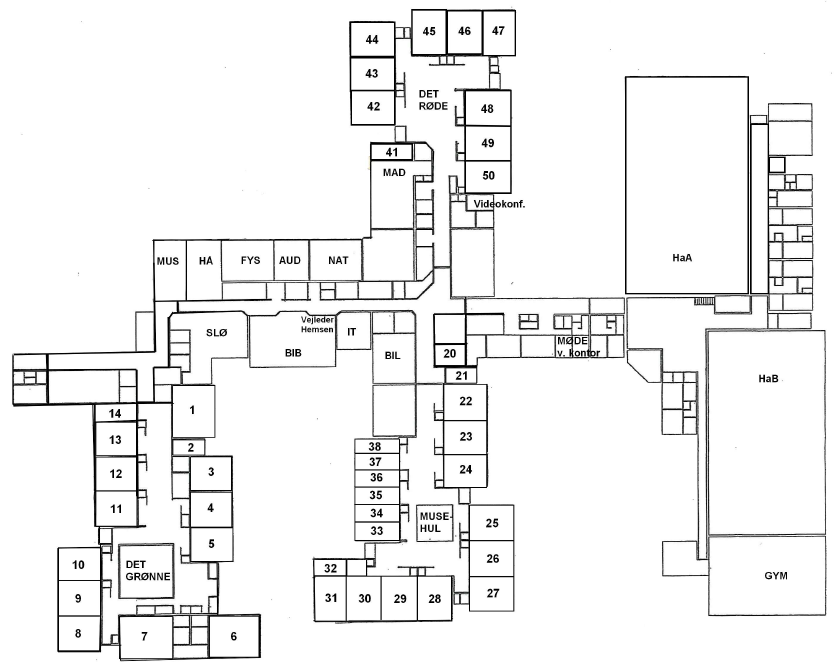 45 46 47
44
43
DET
RØDE
42
48
41
49
MAD
50
Videokonf.
MUS HA FYS AUD NAT
HaA
Vejleder
Hemsen
SLØ
IT
BIB
BIL
20
MØDE
v. kontor
21
HaB
1
22
14
13
23
2
38
37
24
3
12
36
35
4
11
34
MUSE-
HUL
25
33
5
26
10
DET
GRØNNE
32
GYM
9
31 30 29 28
27
8
7
6